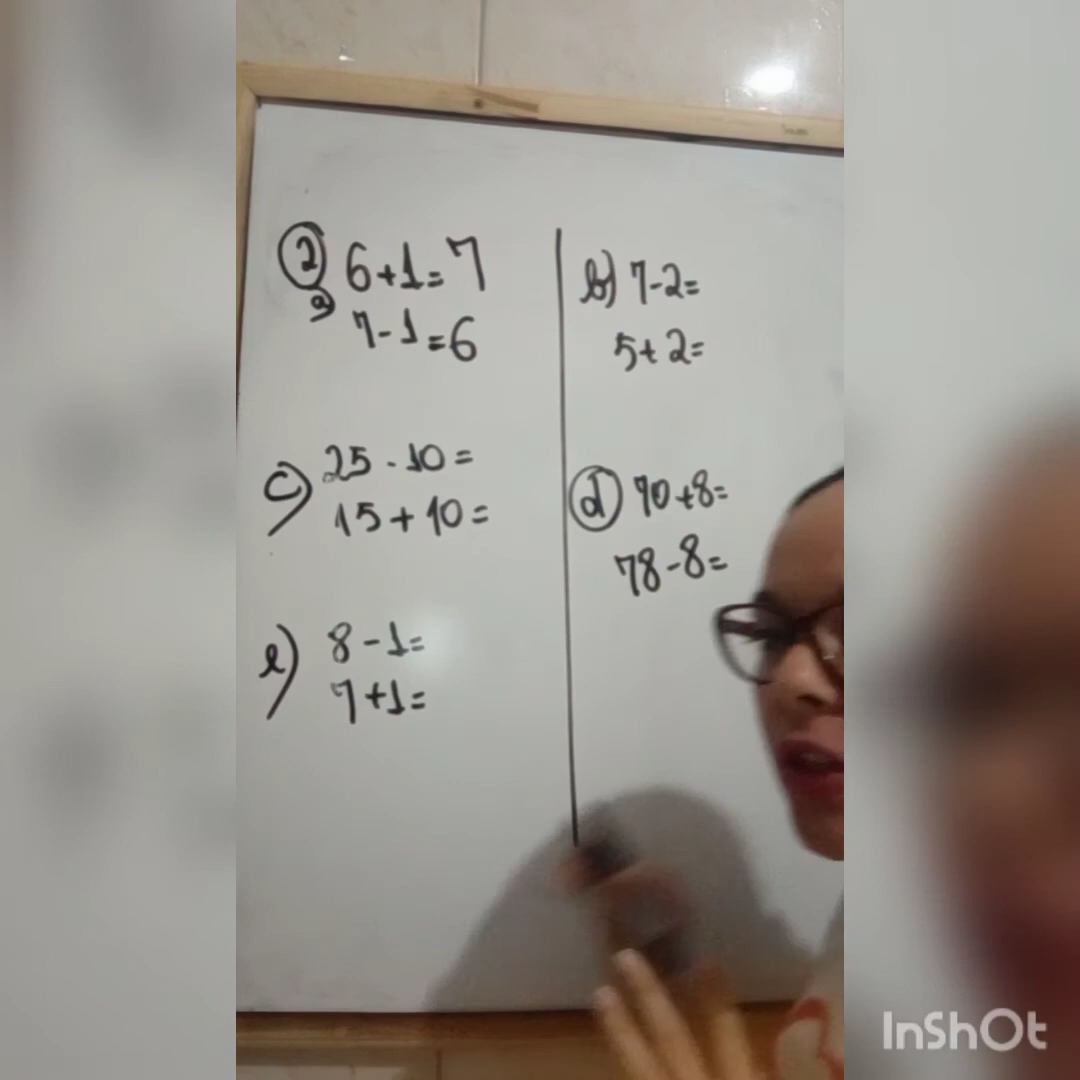 2 6+1=7
a) 7-1=6
b) 7-2=
5+2=
c) 25-10=
15+10=
d) 70+8=
78-8=
e) 8-1=
7+1=
InShOt